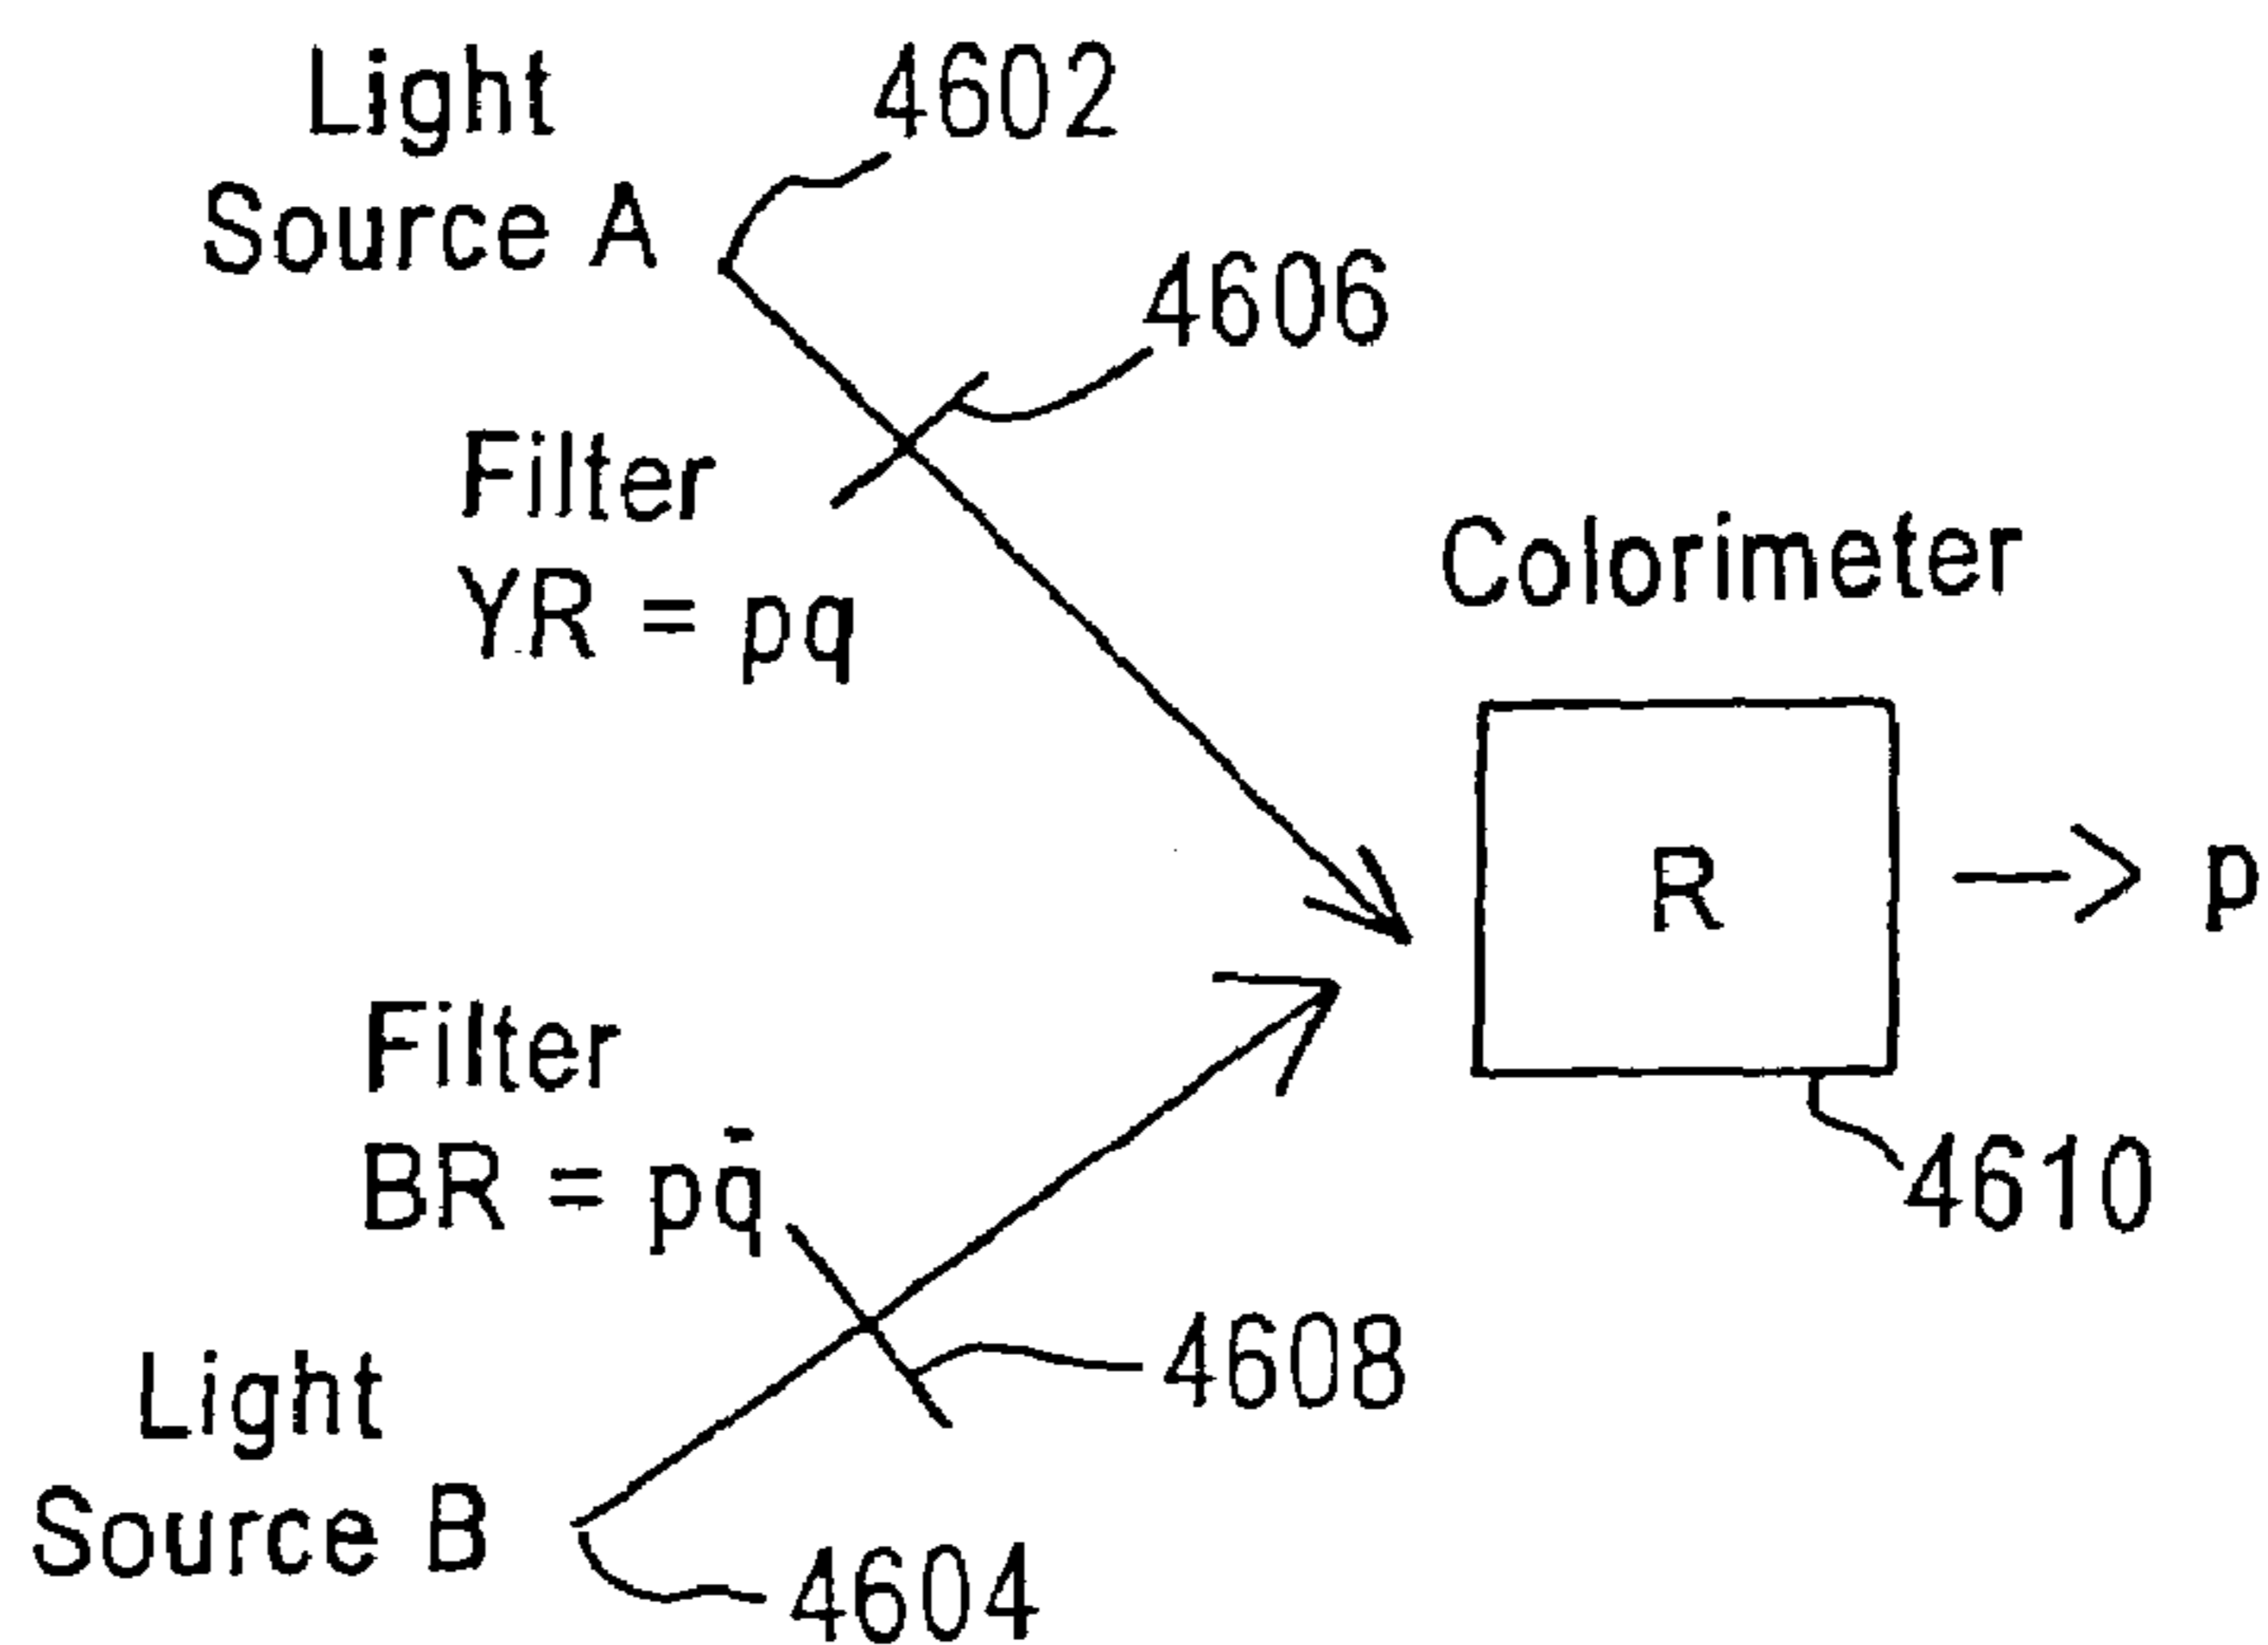 Light
Source A
4602
4606
Filter
YR = pq
Colorimeter
R
p
Filter
BR = pq̄
4610
4608
Light
Source B
4604